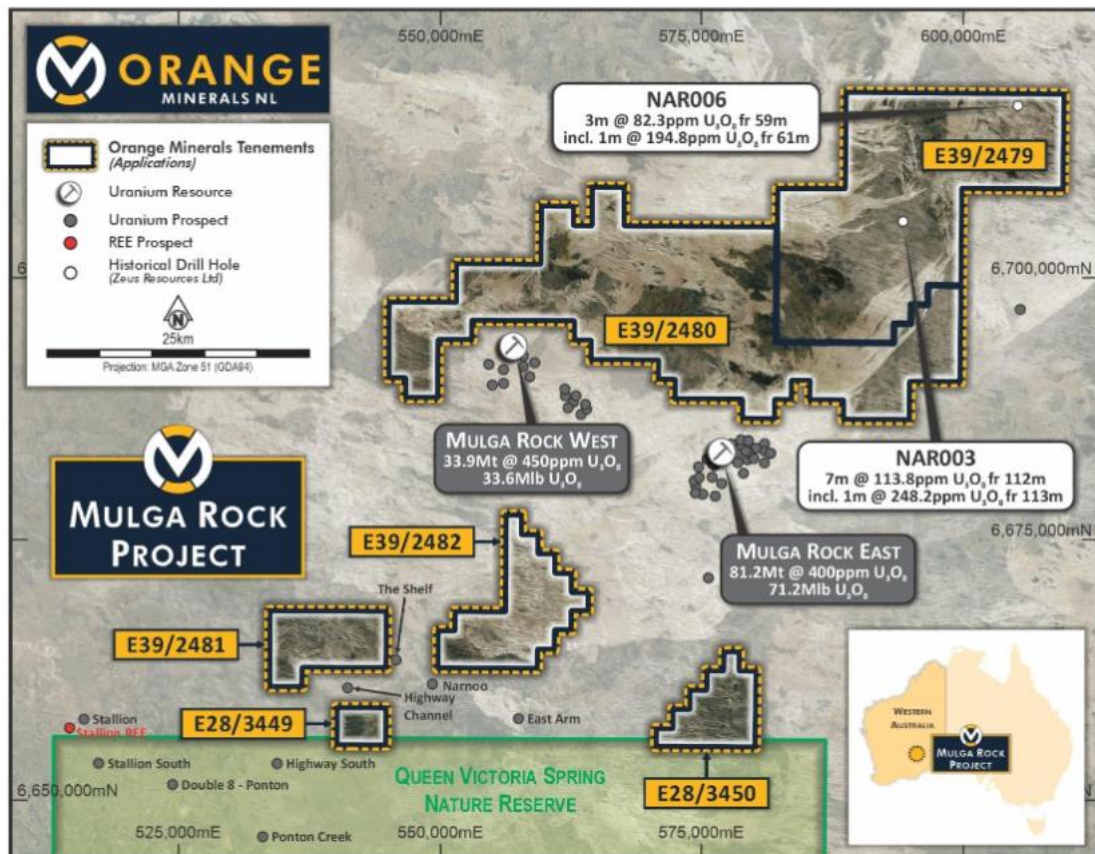 550,000mE
575,000mE
600,000mE
ORANGE
MINERALS NL
Orange Minerals Tenements
(Applications)
Uranium Resource
Uranium Prospect
REE Prospect
Historical Drill Hole
(Zeus Resources Ltd)
N
25km
Projection: MGA Zone 51 (GDA94)
NAR006
3m @ 82.3ppm U₃O₈ fr 59m
incl. 1m @ 194.8ppm U₃O₈ fr 61m
E39/2479
6,700,000mN
E39/2480
MULGA ROCK WEST
33.9Mt @ 450ppm U₃O₈
33.6Mlb U₃O₈
NAR003
7m @ 113.8ppm U₃O₈ fr 112m
incl. 1m @ 248.2ppm U₃O₈ fr 113m
MULGA ROCK
PROJECT
E39/2482
6,675,000mN
MULGA ROCK EAST
81.2Mt @ 400ppm U₃O₈
71.2Mlb U₃O₈
The Shelf
E39/2481
Narnoo
Highway
Channel
Stallion
Stallion REE
E28/3449
East Arm
Stallion South
Highway South
Double 8 - Ponton
QUEEN VICTORIA SPRING
NATURE RESERVE
E28/3450
6,650,000mN
525,000mE
550,000mE
575,000mE
Ponton Creek
WESTERN
AUSTRALIA
MULGA ROCK
PROJECT